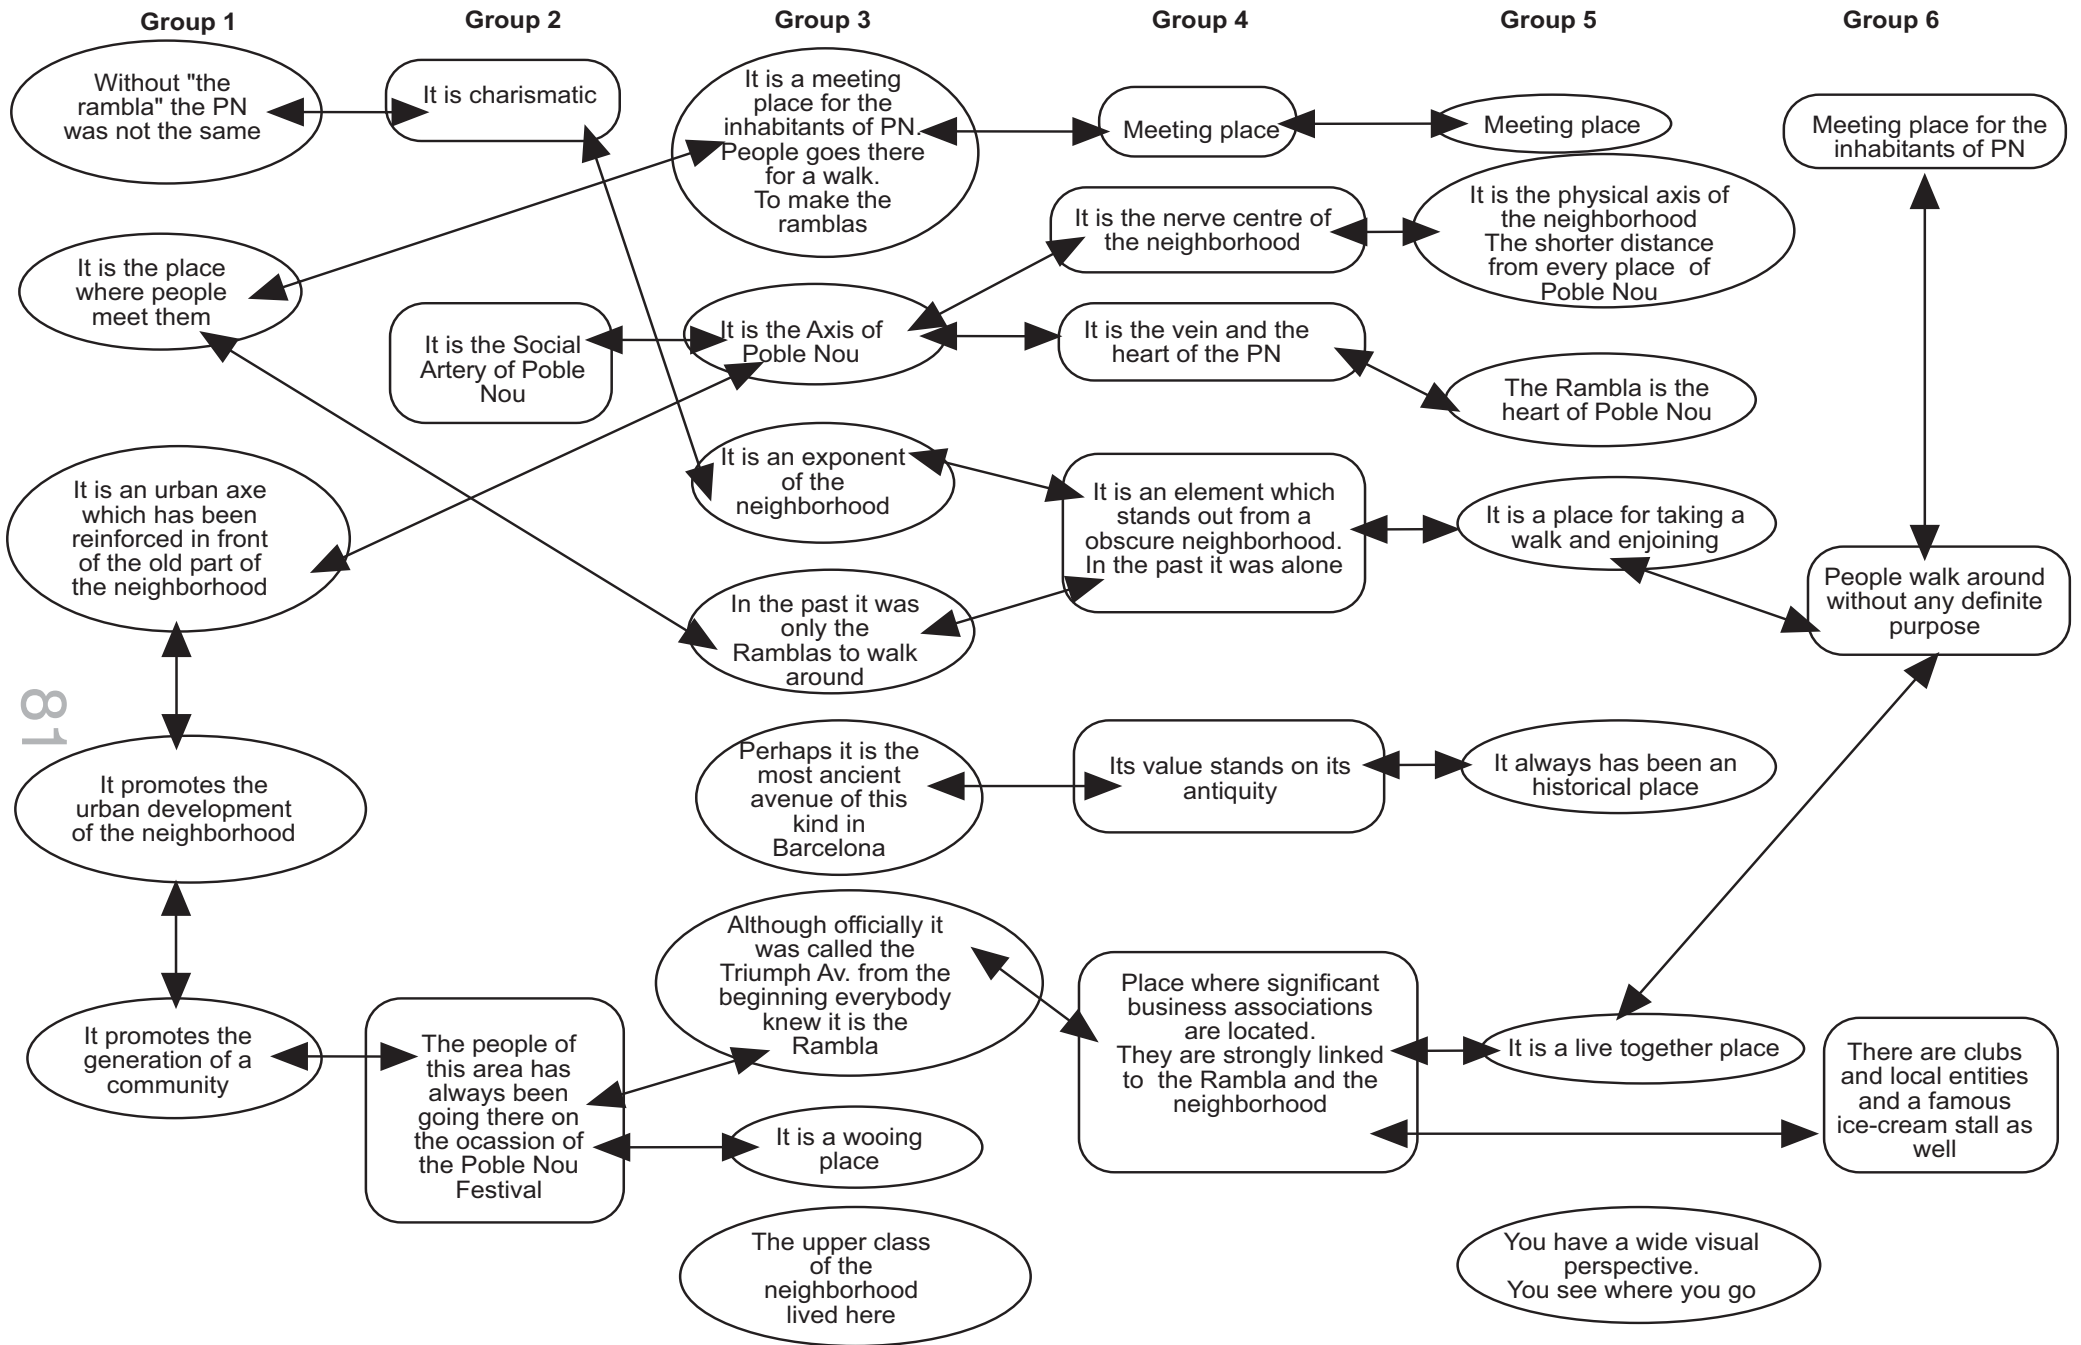 Group 1
Group 2
Group 3
Group 4
Group 5
Group 6
Without "the
rambla" the PN
was not the same
It is the place
where people
meet them
It is an urban axe
which has been
reinforced in front
of the old part of
the neighborhood
It promotes the
urban development
of the neighborhood
It promotes the
generation of a
community
It is charismatic
It is the Social
Artery of Poble
Nou
The people of
this area has
always been
going there on
the ocassion of
the Poble Nou
Festival
It is a meeting
place for the
inhabitants of PN.
People goes there
for a walk.
To make the
ramblas
It is the Axis of
Poble Nou
It is an exponent
of the
neighborhood
In the past it was
only the
Ramblas to walk
around
Perhaps it is the
most ancient
avenue of this
kind in
Barcelona
Although officially it
was called the
Triumph Av. from the
beginning everybody
knew it is the
Rambla
It is a wooing
place
The upper class
of the
neighborhood
lived here
Meeting place
It is the nerve centre of
the neighborhood
It is the vein and the
heart of the PN
It is an element which
stands out from a
obscure neighborhood.
In the past it was alone
Its value stands on its
antiquity
Place where significant
business associations
are located.
They are strongly linked
to the Rambla and the
neighborhood
Meeting place
It is the physical axis of
the neighborhood
The shorter distance
from every place of
Poble Nou
The Rambla is the
heart of Poble Nou
It is a place for taking a
walk and enjoining
It always has been an
historical place
It is a live together place
You have a wide visual
perspective.
You see where you go
Meeting place for the
inhabitants of PN
People walk around
without any definite
purpose
There are clubs
and local entities
and a famous
ice-cream stall as
well
81